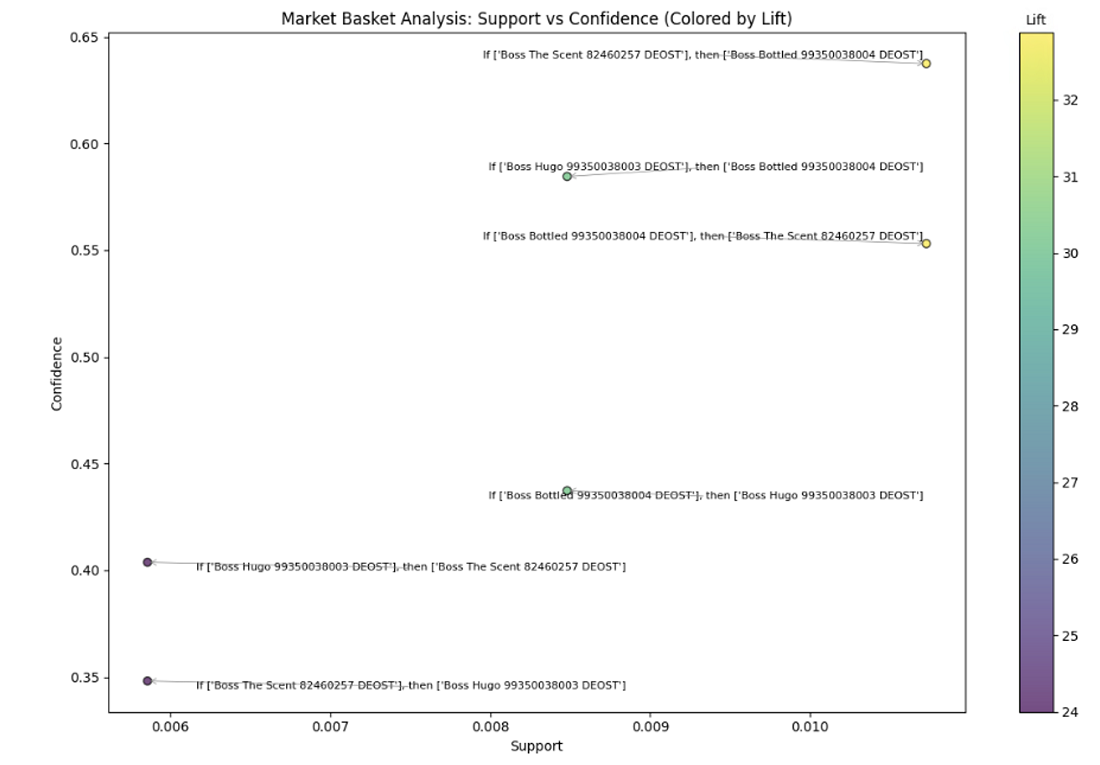 Market Basket Analysis: Support vs Confidence (Colored by Lift)
Lift
0.65
0.60
0.55
0.50
0.45
0.40
0.35
Confidence
If ['Boss The Scent 82460257 DEOST'], then ['Boss Bottled 99350038004 DEOST']
If ['Boss Hugo 99350038003 DEOST'], then ['Boss Bottled 99350038004 DEOST']
If ['Boss Bottled 99350038004 DEOST'], then ['Boss The Scent 82460257 DEOST']
If ['Boss Bottled 99350038004 DEOST'], then ['Boss Hugo 99350038003 DEOST']
If ['Boss Hugo 99350038003 DEOST'], then ['Boss The Scent 82460257 DEOST']
If ['Boss The Scent 82460257 DEOST'], then ['Boss Hugo 99350038003 DEOST']
0.006 0.007 0.008 0.009 0.010
Support
32
31
30
29
28
27
26
25
24